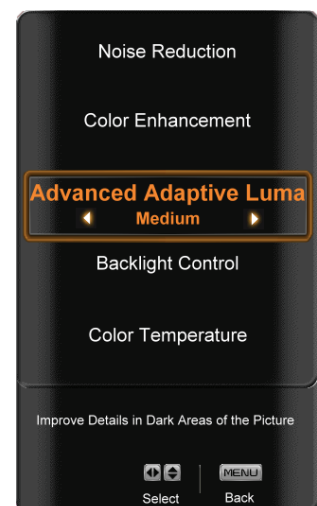 Noise Reduction
Color Enhancement
Advanced Adaptive Luma
Medium
Backlight Control
Color Temperature
Improve Details in Dark Areas of the Picture
MENU
Select Back